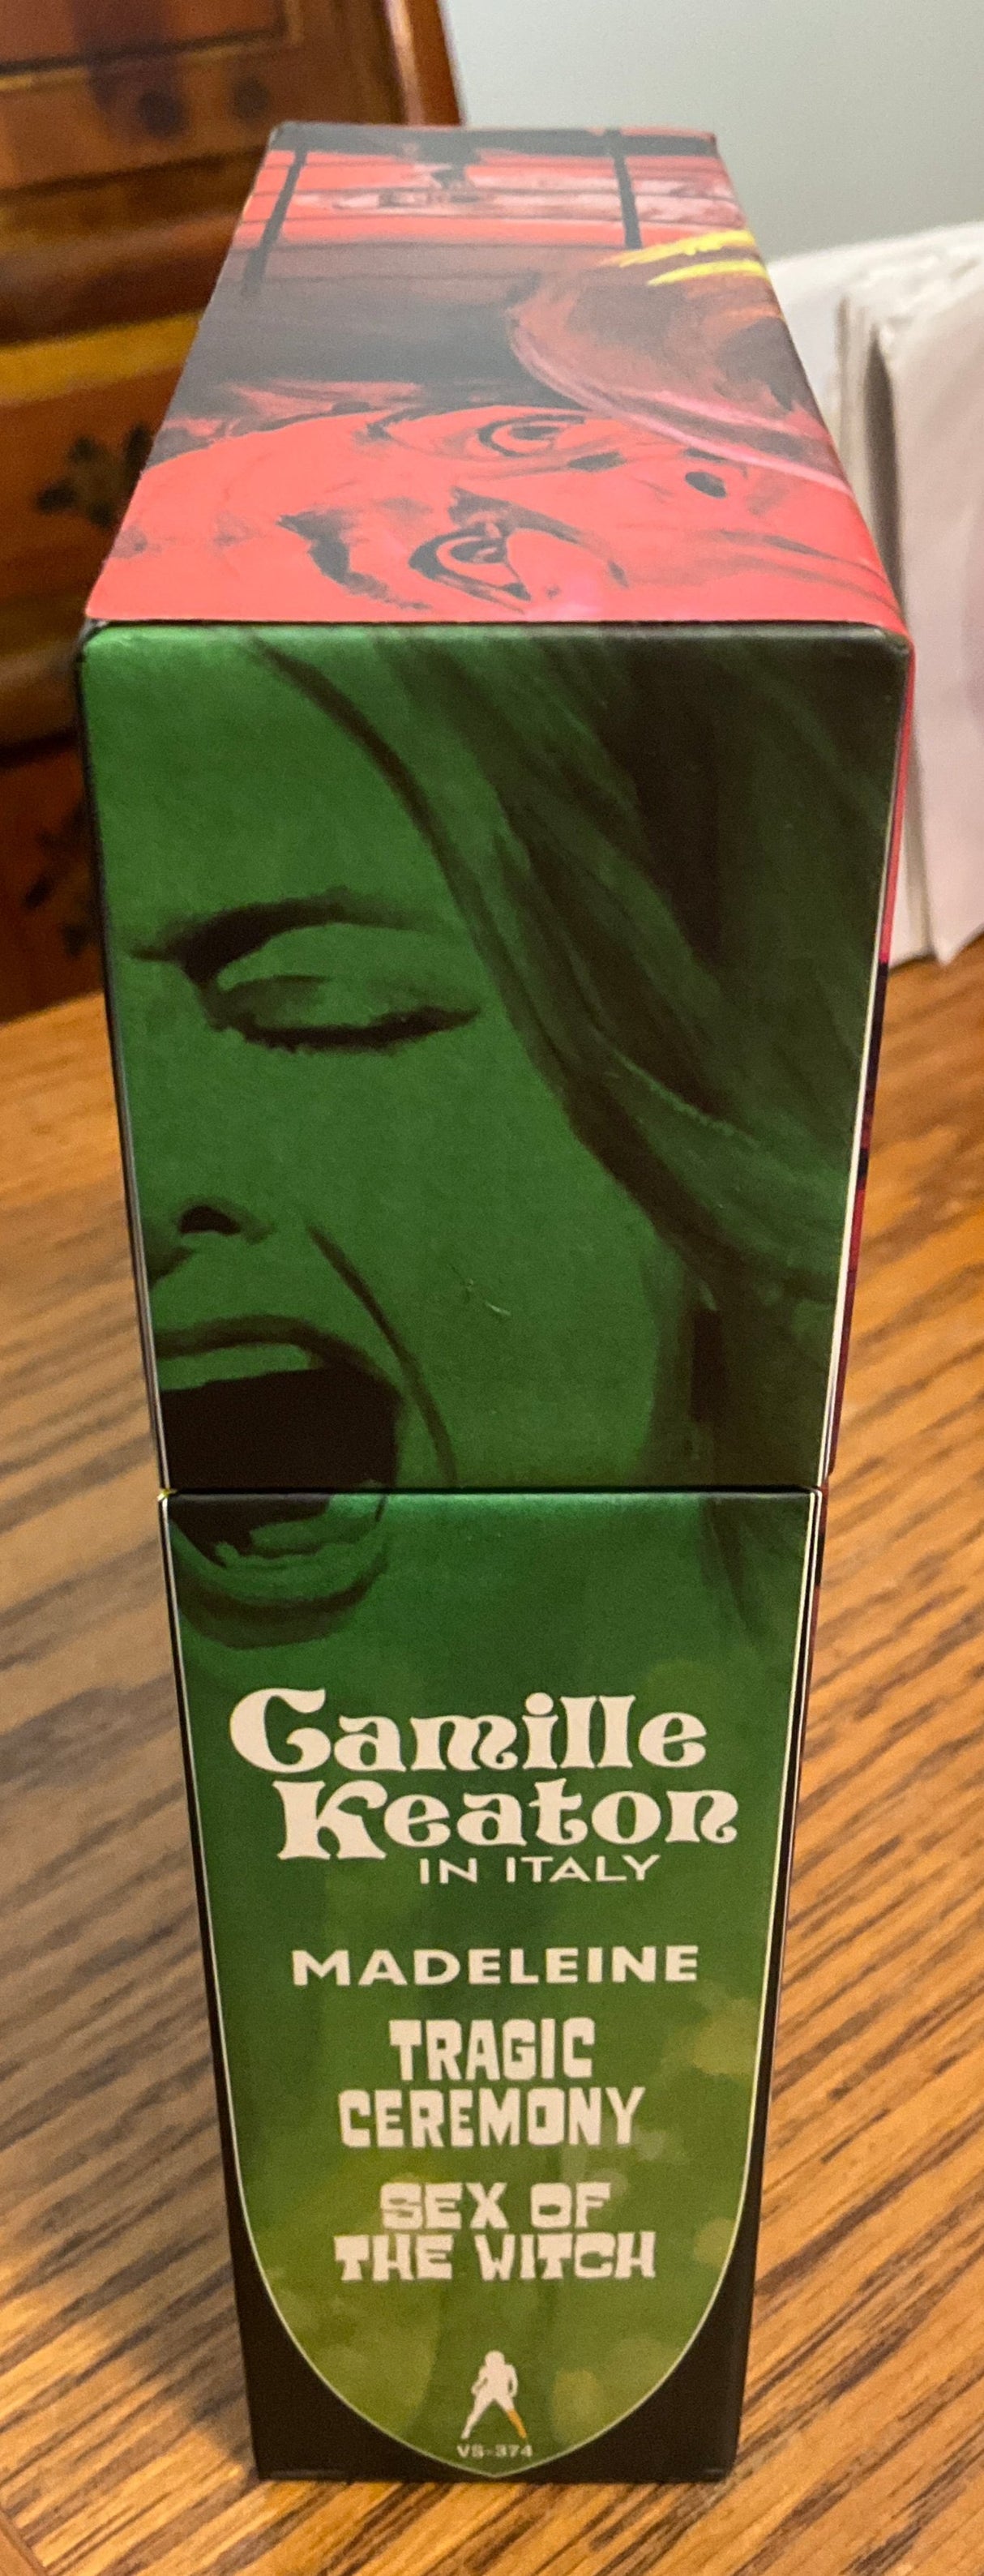 Camille
Keaton
IN ITALY
MADELEINE
TRAGIC
CEREMONY
SEX OF
THE WITCH
VS-374